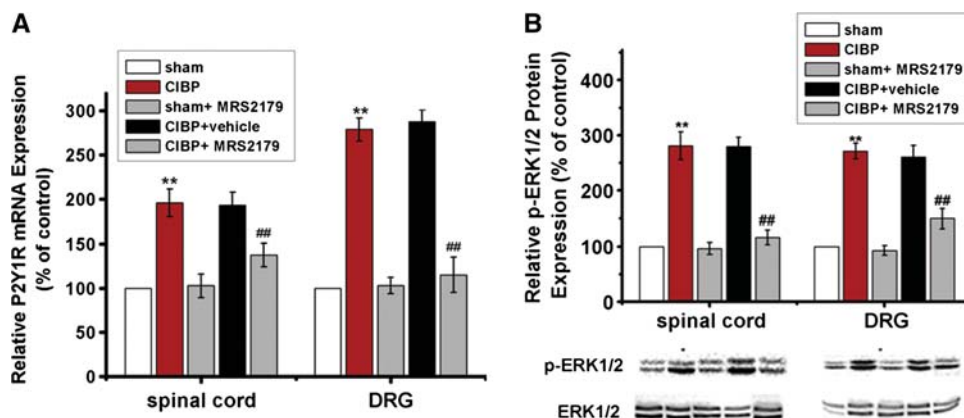 A
sham
CIBP
sham+ MRS2179
CIBP+vehicle
CIBP+ MRS2179
Relative P2Y1R mRNA Expression
(% of control)
300
250
200
150
100
50
0
**
##
**
##
spinal cord
DRG
B
sham
CIBP
sham+ MRS2179
CIBP+vehicle
CIBP+ MRS2179
Relative p-ERK1/2 Protein
Expression (% of control)
400
300
200
100
0
**
##
**
##
spinal cord
DRG
p-ERK1/2
ERK1/2